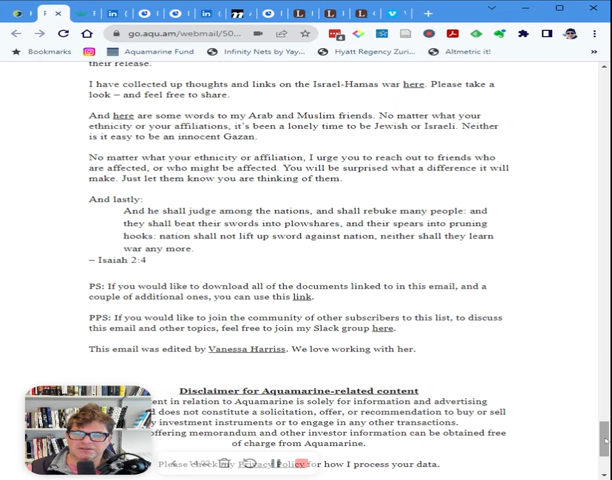 go.aqu.am/webmail/50...
Bookmarks
Aquamarine Fund
Infinity Nets by Yay...
Hyatt Regency Zuri...
Altmetric it!
their release.
I have collected up thoughts and links on the Israel-Hamas war here. Please take a
look – and feel free to share.
And here are some words to my Arab and Muslim friends. No matter what your
ethnicity or your affiliations, it's been a lonely time to be Jewish or Israeli. Neither
is it easy to be an innocent Gazan.
No matter what your ethnicity or affiliation, I urge you to reach out to friends who
are affected, or who might be affected. You will be surprised what a difference it will
make. Just let them know you are thinking of them.
And lastly:
And he shall judge among the nations, and shall rebuke many people: and
they shall beat their swords into plowshares, and their spears into pruning
hooks: nation shall not lift up sword against nation, neither shall they learn
war any more.
– Isaiah 2:4
PS: If you would like to download all of the documents linked to in this email, and a
couple of additional ones, you can use this link.
PPS: If you would like to join the community of other subscribers to this list, to discuss
this email and other topics, feel free to join my Slack group here.
This email was edited by Vanessa Harriss. We love working with her.
Disclaimer for Aquamarine-related content
ent in relation to Aquamarine is solely for information and advertising
d does not constitute a solicitation, offer, or recommendation to buy or sell
y investment instruments or to engage in any other transactions.
offering memorandum and other investor information can be obtained free
of charge from Aquamarine.
Please check my Privacy Policy for how I process your data.